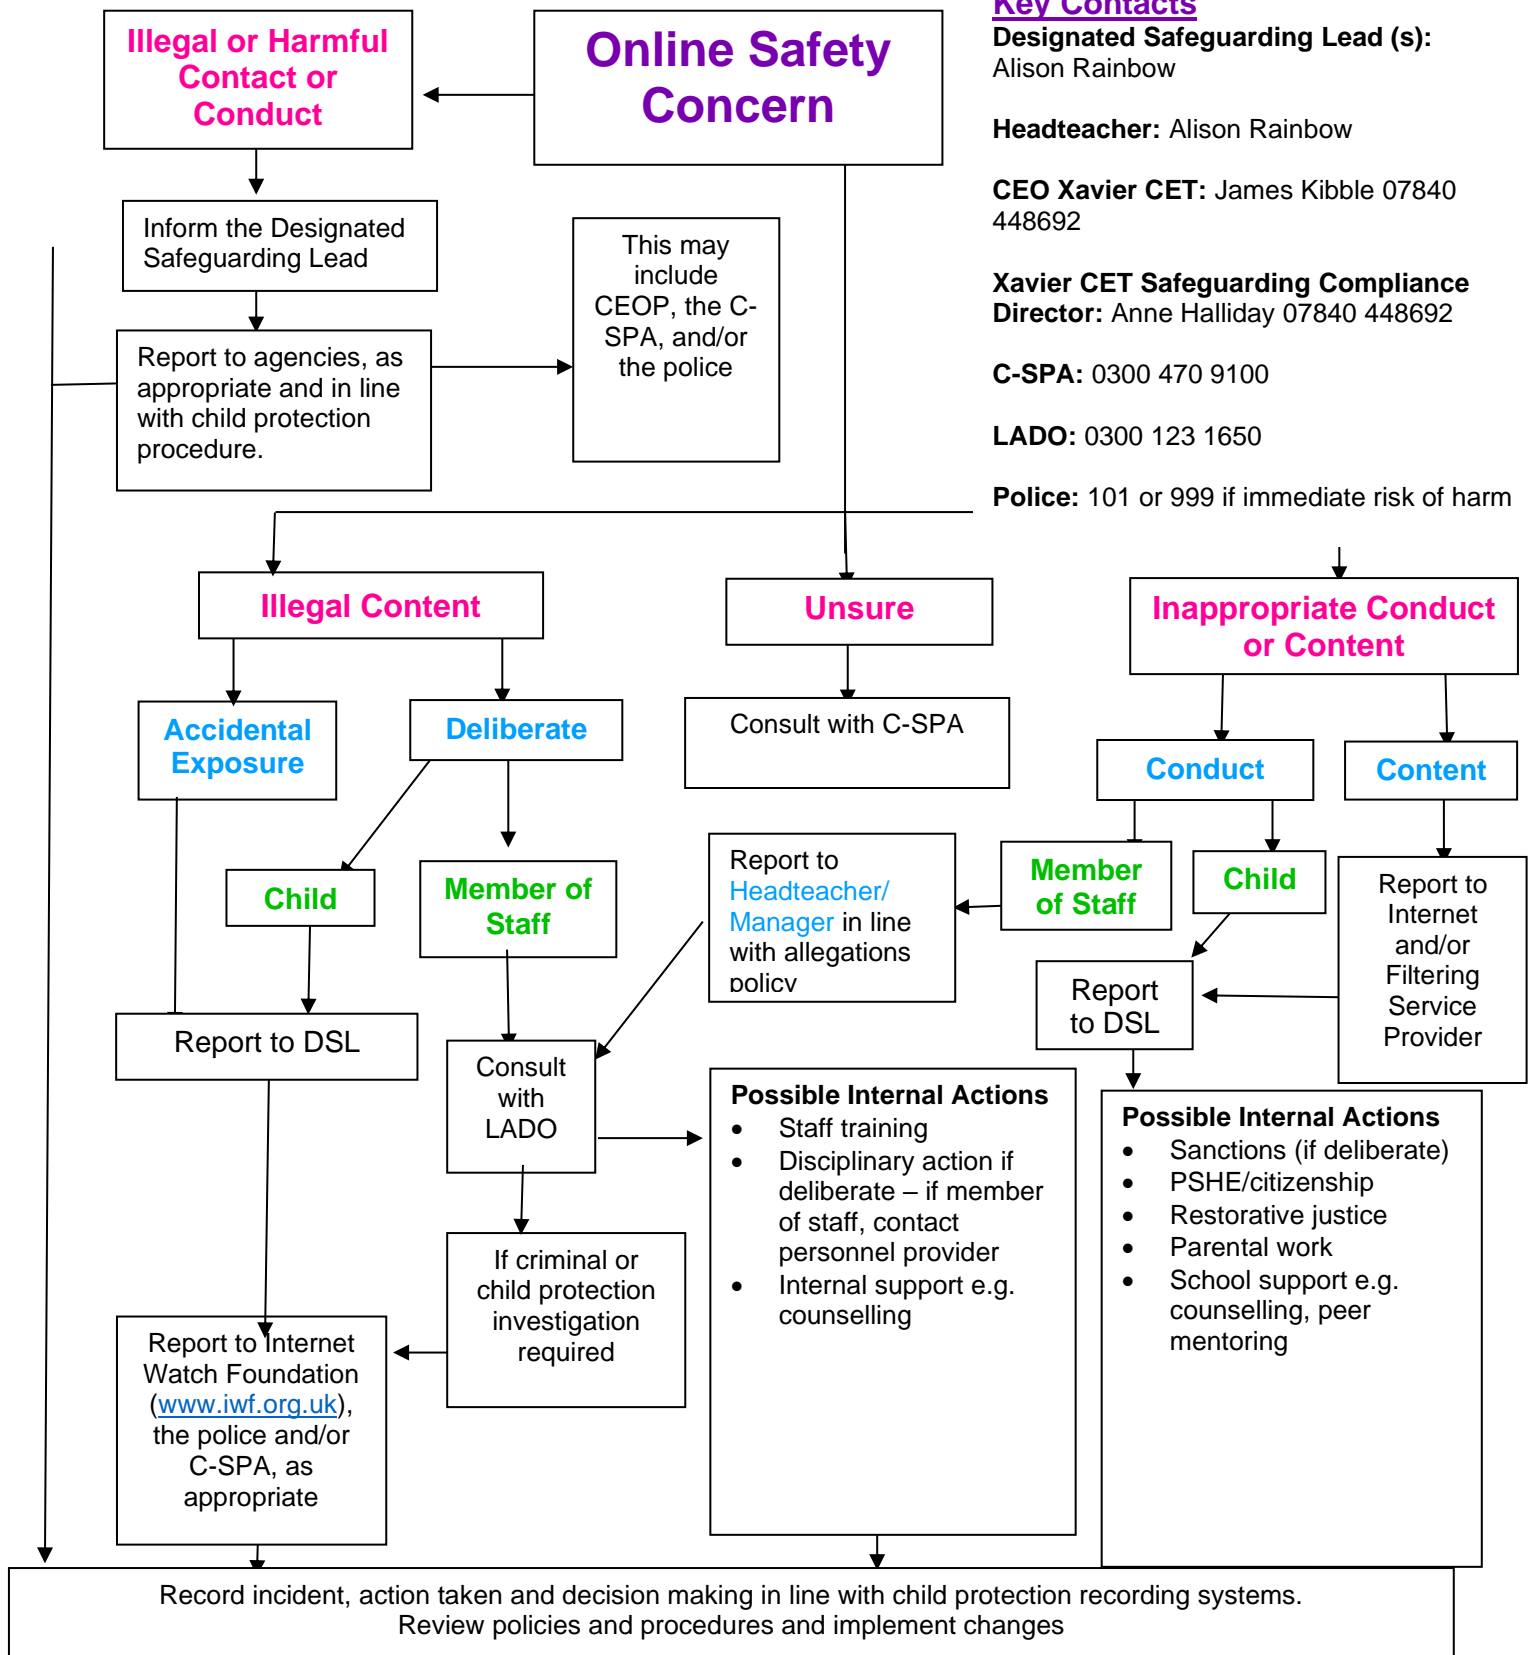 Illegal or Harmful
Contact or
Conduct
Online Safety
Concern
Key Contacts
Designated Safeguarding Lead (s):
Alison Rainbow
Headteacher: Alison Rainbow
CEO Xavier CET: James Kibble 07840
448692
Xavier CET Safeguarding Compliance
Director: Anne Halliday 07840 448692
C-SPA: 0300 470 9100
LADO: 0300 123 1650
Police: 101 or 999 if immediate risk of harm
Inform the Designated
Safeguarding Lead
This may
include
CEOP, the C-
SPA, and/or
the police
Report to agencies, as
appropriate and in line
with child protection
procedure.
Illegal Content
Unsure
Inappropriate Conduct
or Content
Accidental
Exposure
Deliberate
Consult with C-SPA
Conduct
Content
Child
Member of
Staff
Report to
Headteacher/
Manager in line
with allegations
policy
Member
of Staff
Child
Report to
Internet
and/or
Filtering
Service
Provider
Report to DSL
Consult
with
LADO
Report
to DSL
Possible Internal Actions
• Staff training
• Disciplinary action if
deliberate – if member
of staff, contact
personnel provider
• Internal support e.g.
counselling
Possible Internal Actions
• Sanctions (if deliberate)
• PSHE/citizenship
• Restorative justice
• Parental work
• School support e.g.
counselling, peer
mentoring
If criminal or
child protection
investigation
required
Report to Internet
Watch Foundation
(www.iwf.org.uk),
the police and/or
C-SPA, as
appropriate
Record incident, action taken and decision making in line with child protection recording systems.
Review policies and procedures and implement changes